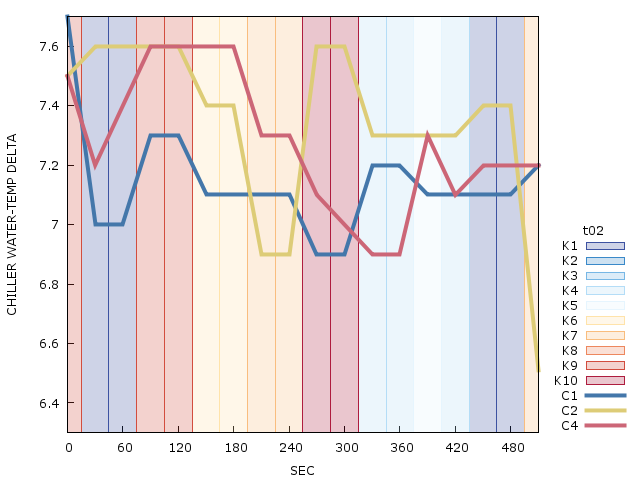 7.6
7.4
7.2
7
6.8
6.6
6.4
CHILLER WATER-TEMP DELTA
0 60 120 180 240 300 360 420 480
SEC
t02
K1
K2
K3
K4
K5
K6
K7
K8
K9
K10
C1
C2
C4